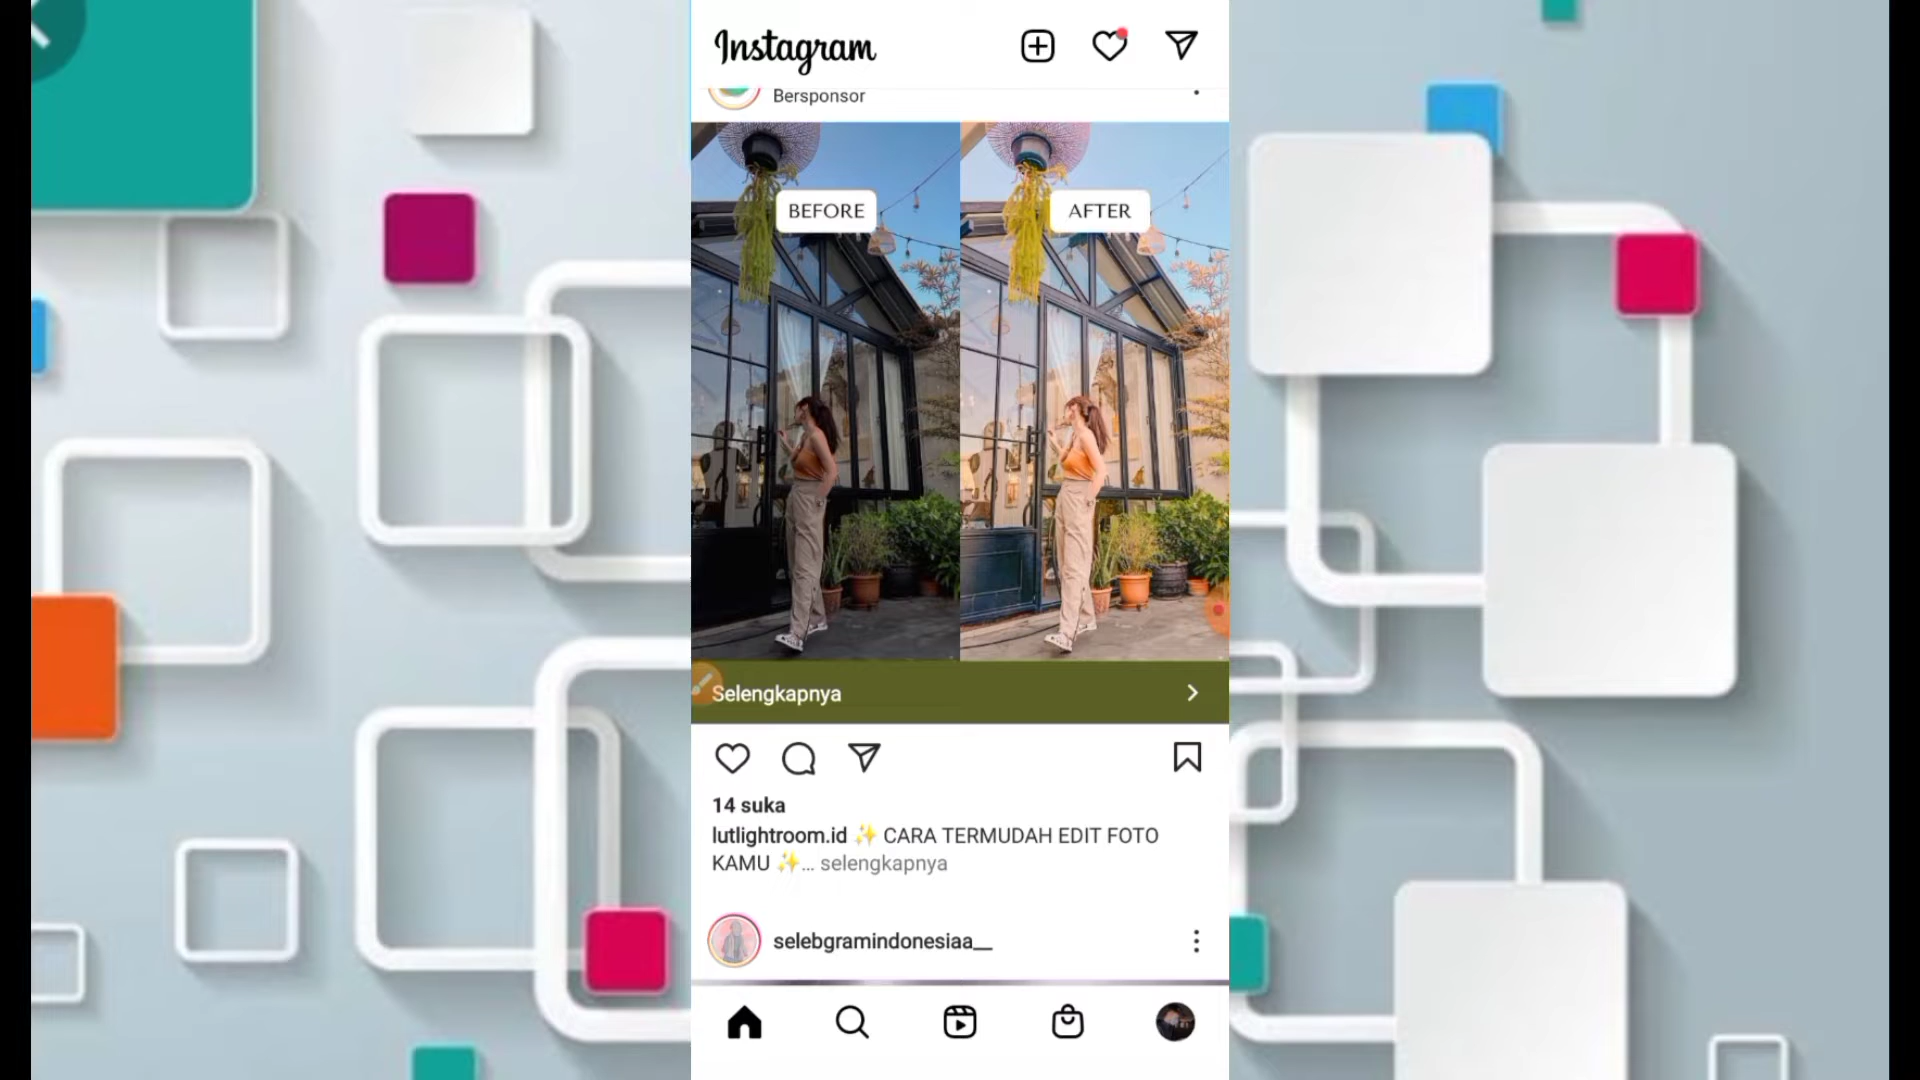 Instagram
Bersponsor
BEFORE
AFTER
Selengkapnya
14 suka
lutlightroom.id ✨ CARA TERMUDAH EDIT FOTO
KAMU ✨... selengkapnya
selebgramindonesiaa__